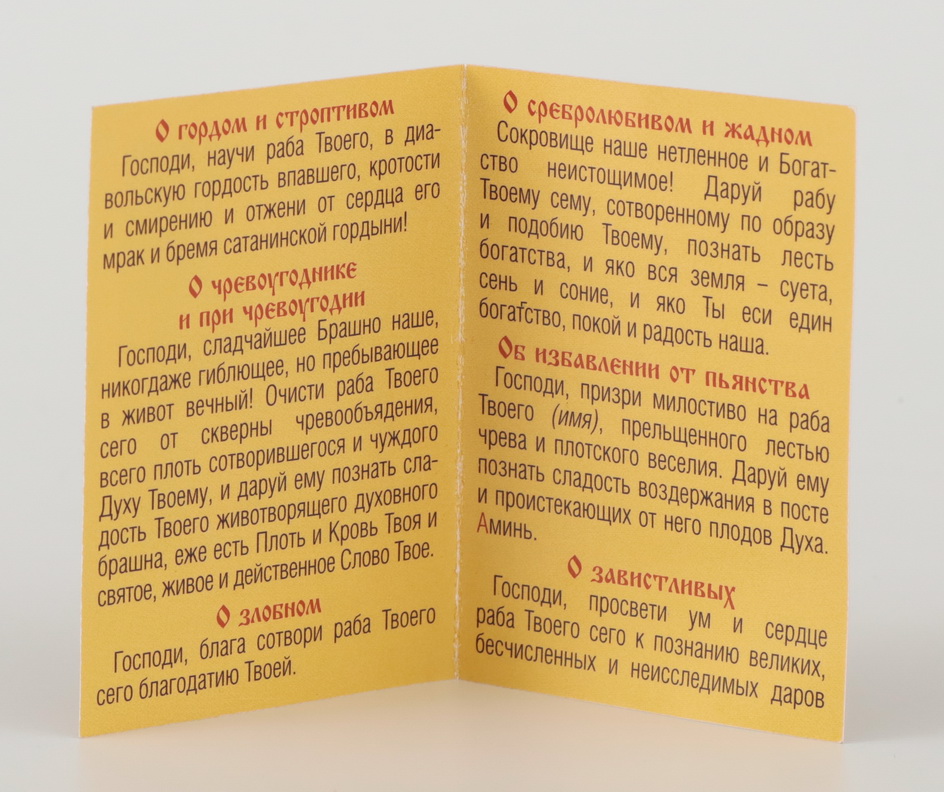 О гордом и строптивом
Господи, научи раба Твоего, в диа-
вольскую гордость впавшего, кротости
и смирению и отжени от сердца его
мрак и бремя сатанинской гордыни!
О чревоугоднике
и при чревоугодии
Господи, сладчайшее Брашно наше,
никогдаже гиблющее, но пребывающее
в живот вечный! Очисти раба Твоего
сего от скверны чревообъядения,
всего плоть сотворившегося и чуждого
Духу Твоему, и даруй ему познать сла-
дость Твоего животворящего духовного
брашна, еже есть Плоть и Кровь Твоя и
святое, живое и действенное Слово Твое.
О злобном
Господи, блага сотвори раба Твоего
сего благодатию Твоей.
О сребролюбивом и жадном
Сокровище наше нетленное и Богат-
ство неистощимое! Даруй рабу
Твоему сему, сотворенному по образу
и подобию Твоему, познать лесть
богатства, и яко вся земля – суета,
сень и соние, и яко Ты еси един
богатство, покой и радость наша.
Об избавлении от пьянства
Господи, призри милостиво на раба
Твоего (имя), прельщенного лестью
чрева и плотского веселия. Даруй ему
познать сладость воздержания в посте
и проистекающих от него плодов Духа.
Аминь.
О завистливых
Господи, просвети ум и сердце
раба Твоего сего к познанию великих,
бесчисленных и неисследимых даров